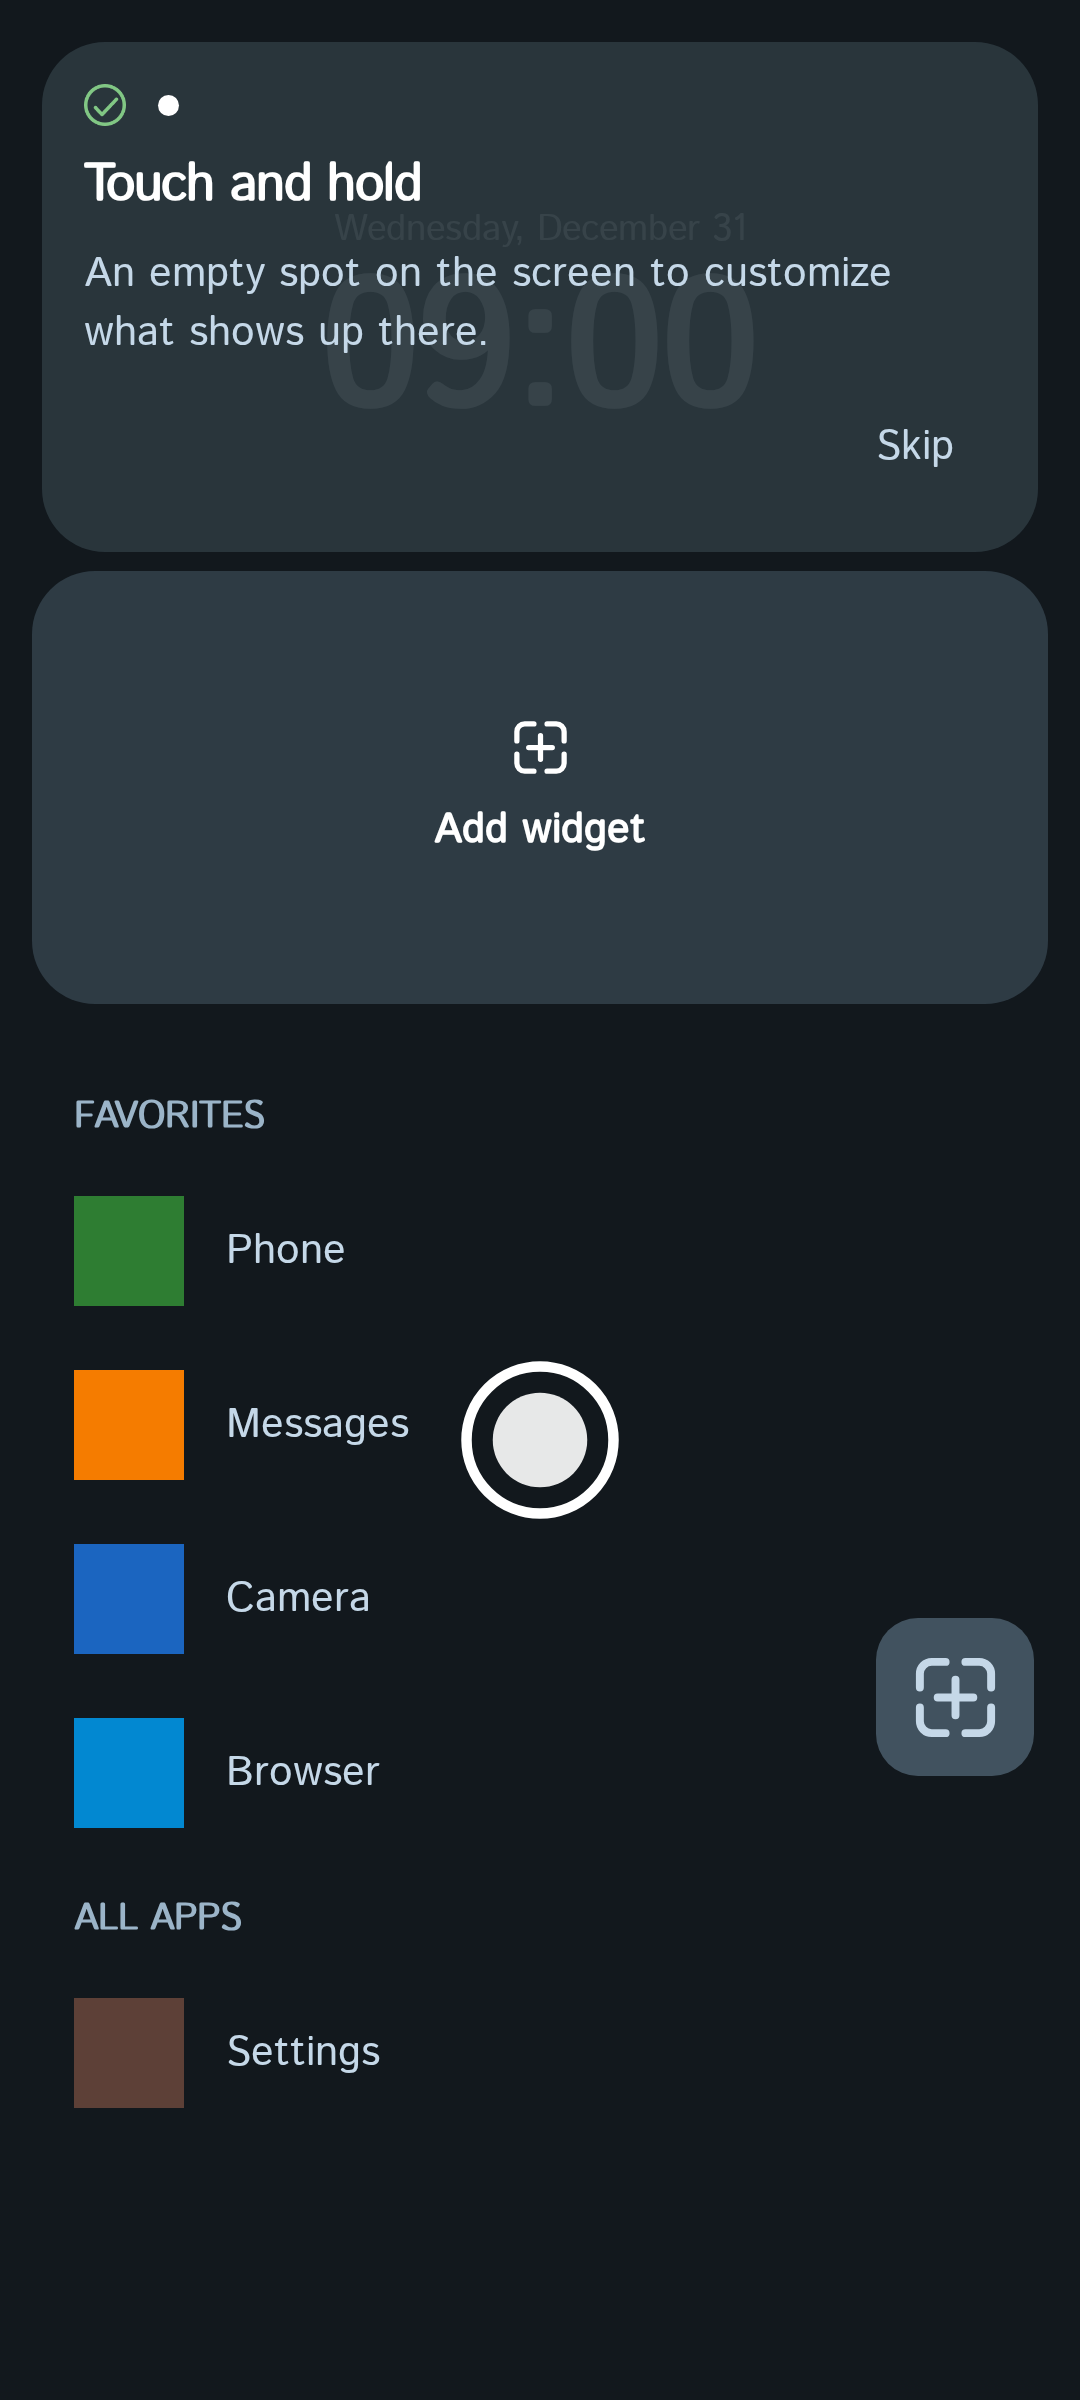 Touch and hold
Wednesday, December 31
An empty spot on the screen to customize
what shows up there.
09:00
Skip
Add widget
FAVORITES
Phone
Messages
Camera
Browser
ALL APPS
Settings